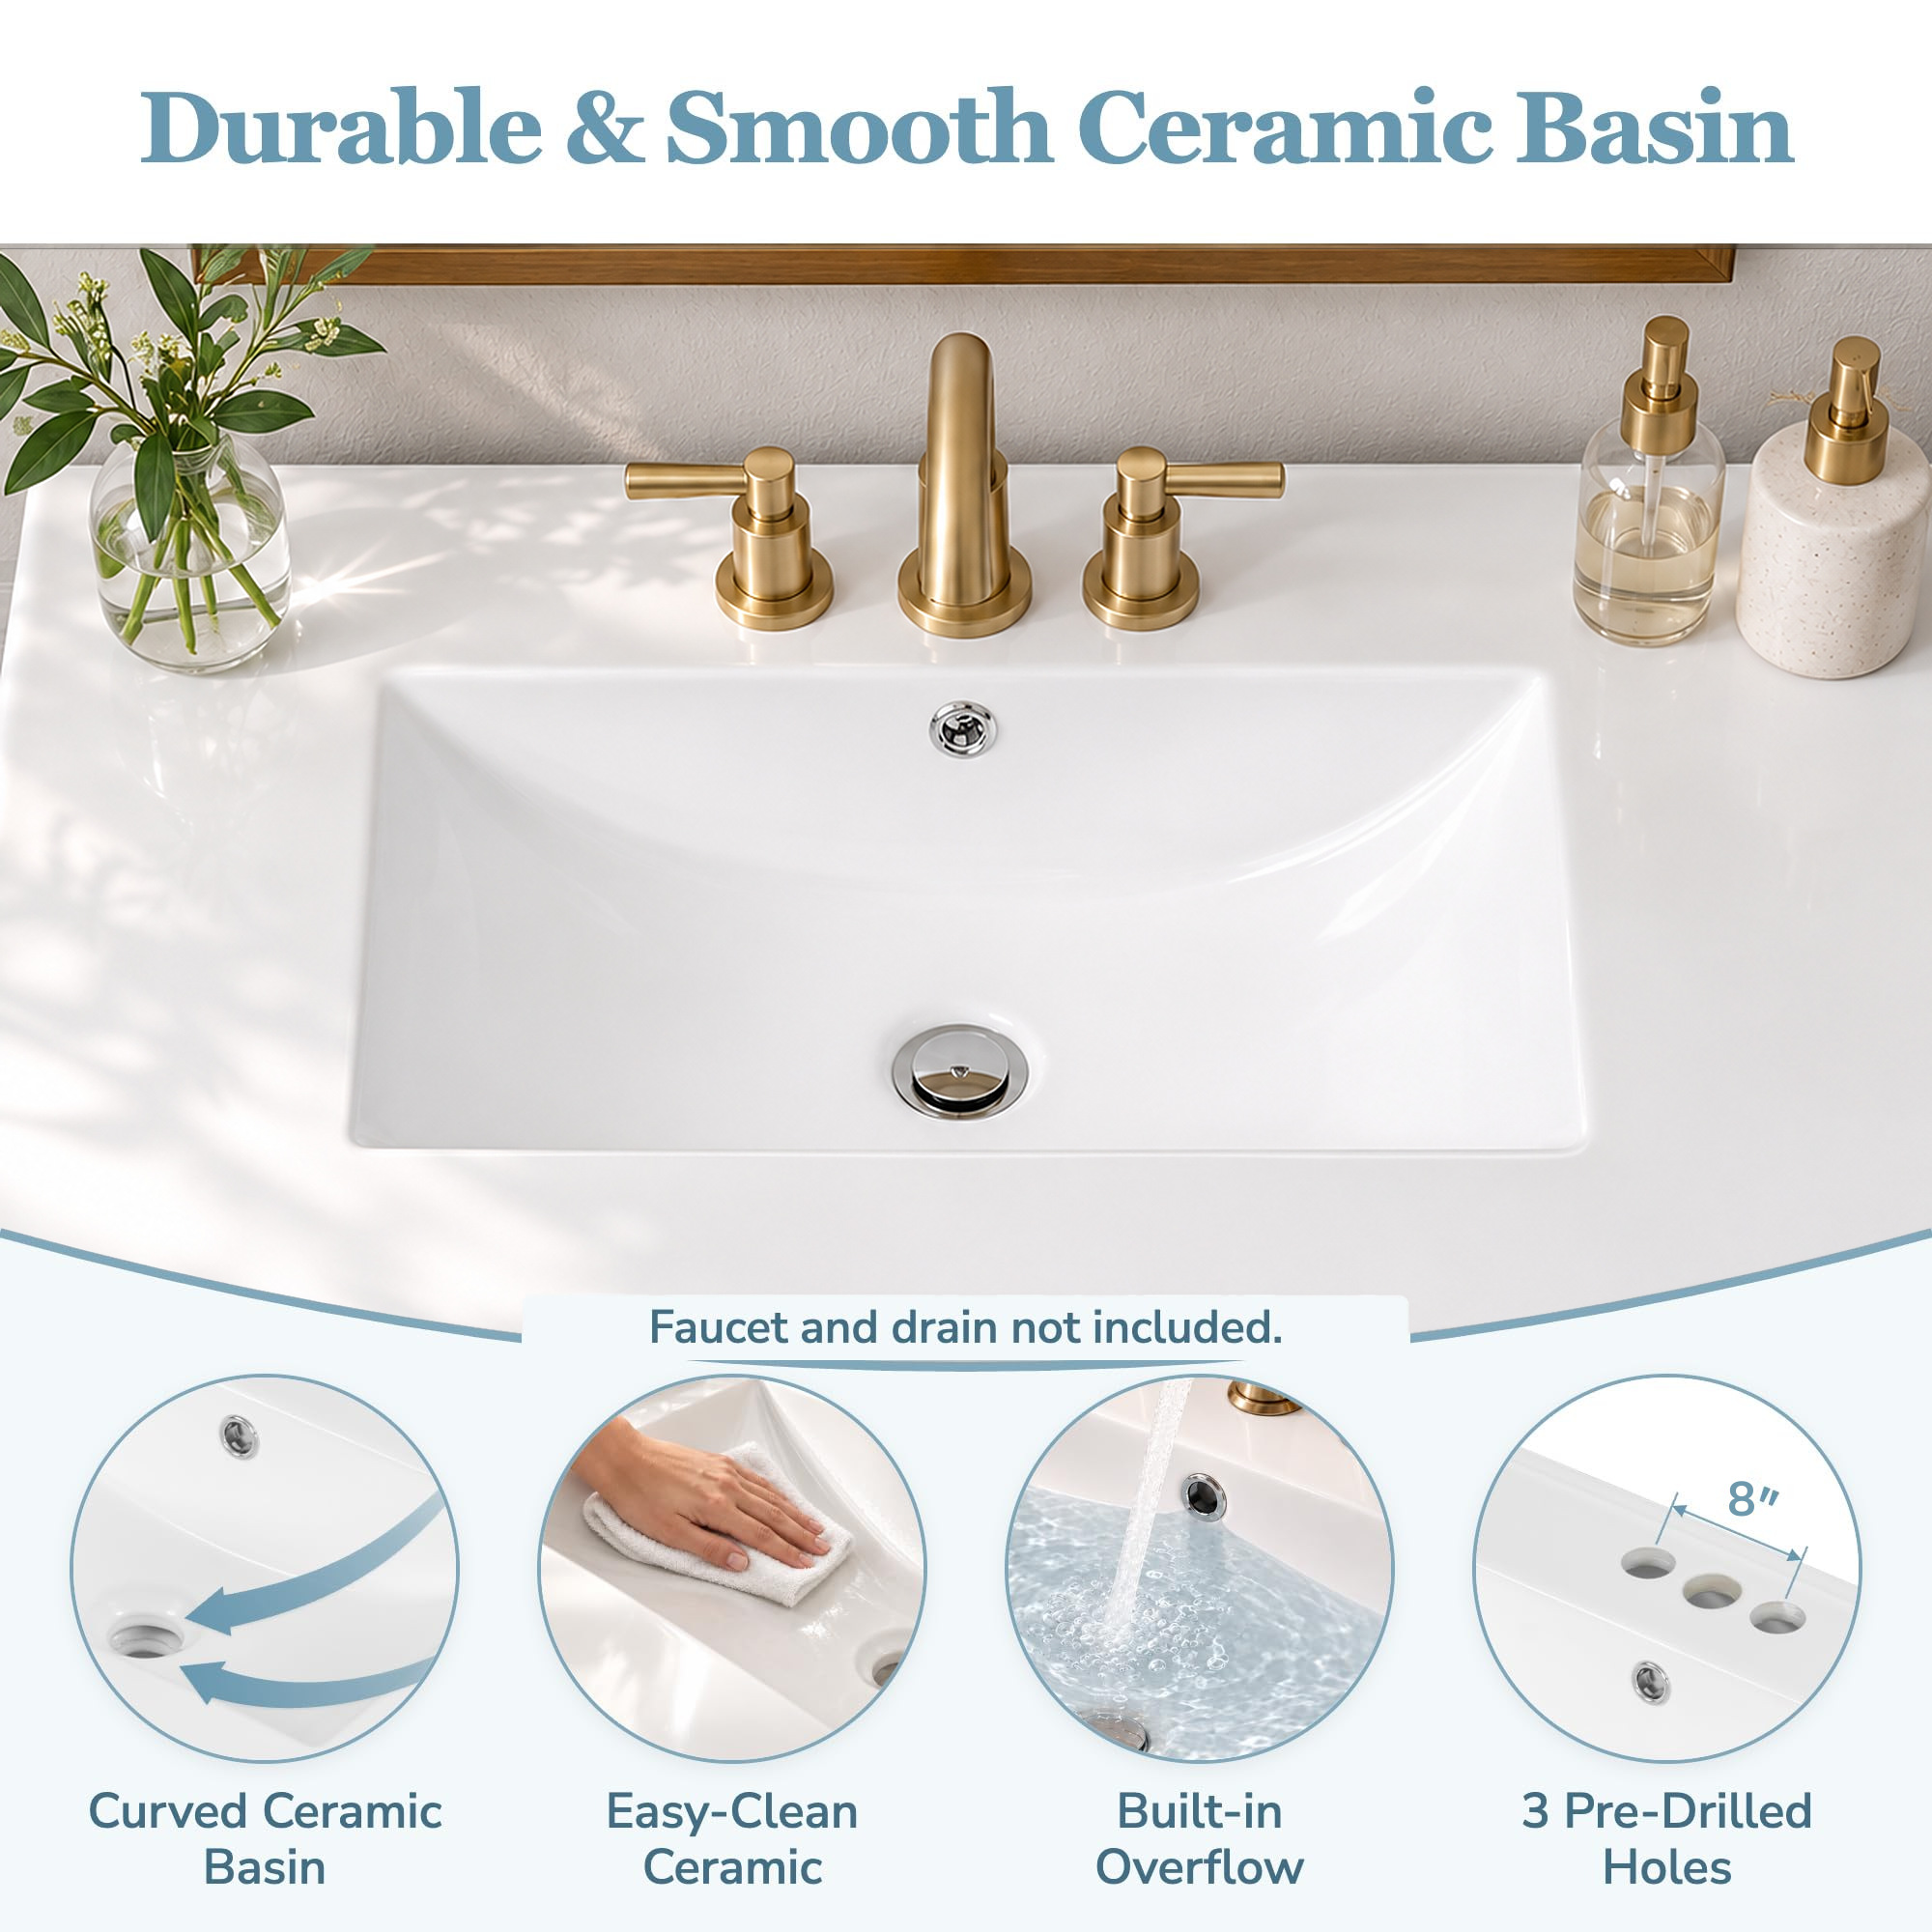 Durable & Smooth Ceramic Basin
Faucet and drain not included.
8"
Curved Ceramic
Basin
Easy-Clean
Ceramic
Built-in
Overflow
3 Pre-Drilled
Holes